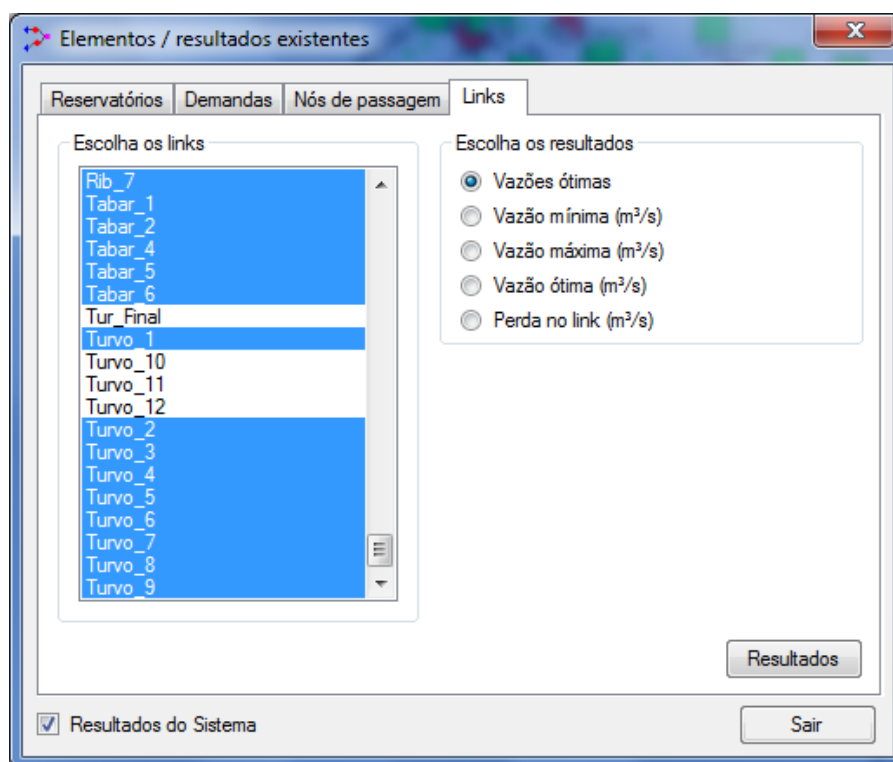 Elementos / resultados existentes
Reservatórios Demandas Nós de passagem Links
Escolha os links
Rib_7
Tabar_1
Tabar_2
Tabar_4
Tabar_5
Tabar_6
Tur_Final
Turvo_1
Turvo_10
Turvo_11
Turvo_12
Turvo_2
Turvo_3
Turvo_4
Turvo_5
Turvo_6
Turvo_7
Turvo_8
Turvo_9
Escolha os resultados
Vazões ótimas
Vazão mínima (m³/s)
Vazão máxima (m³/s)
Vazão ótima (m³/s)
Perda no link (m³/s)
Resultados
Resultados do Sistema
Sair